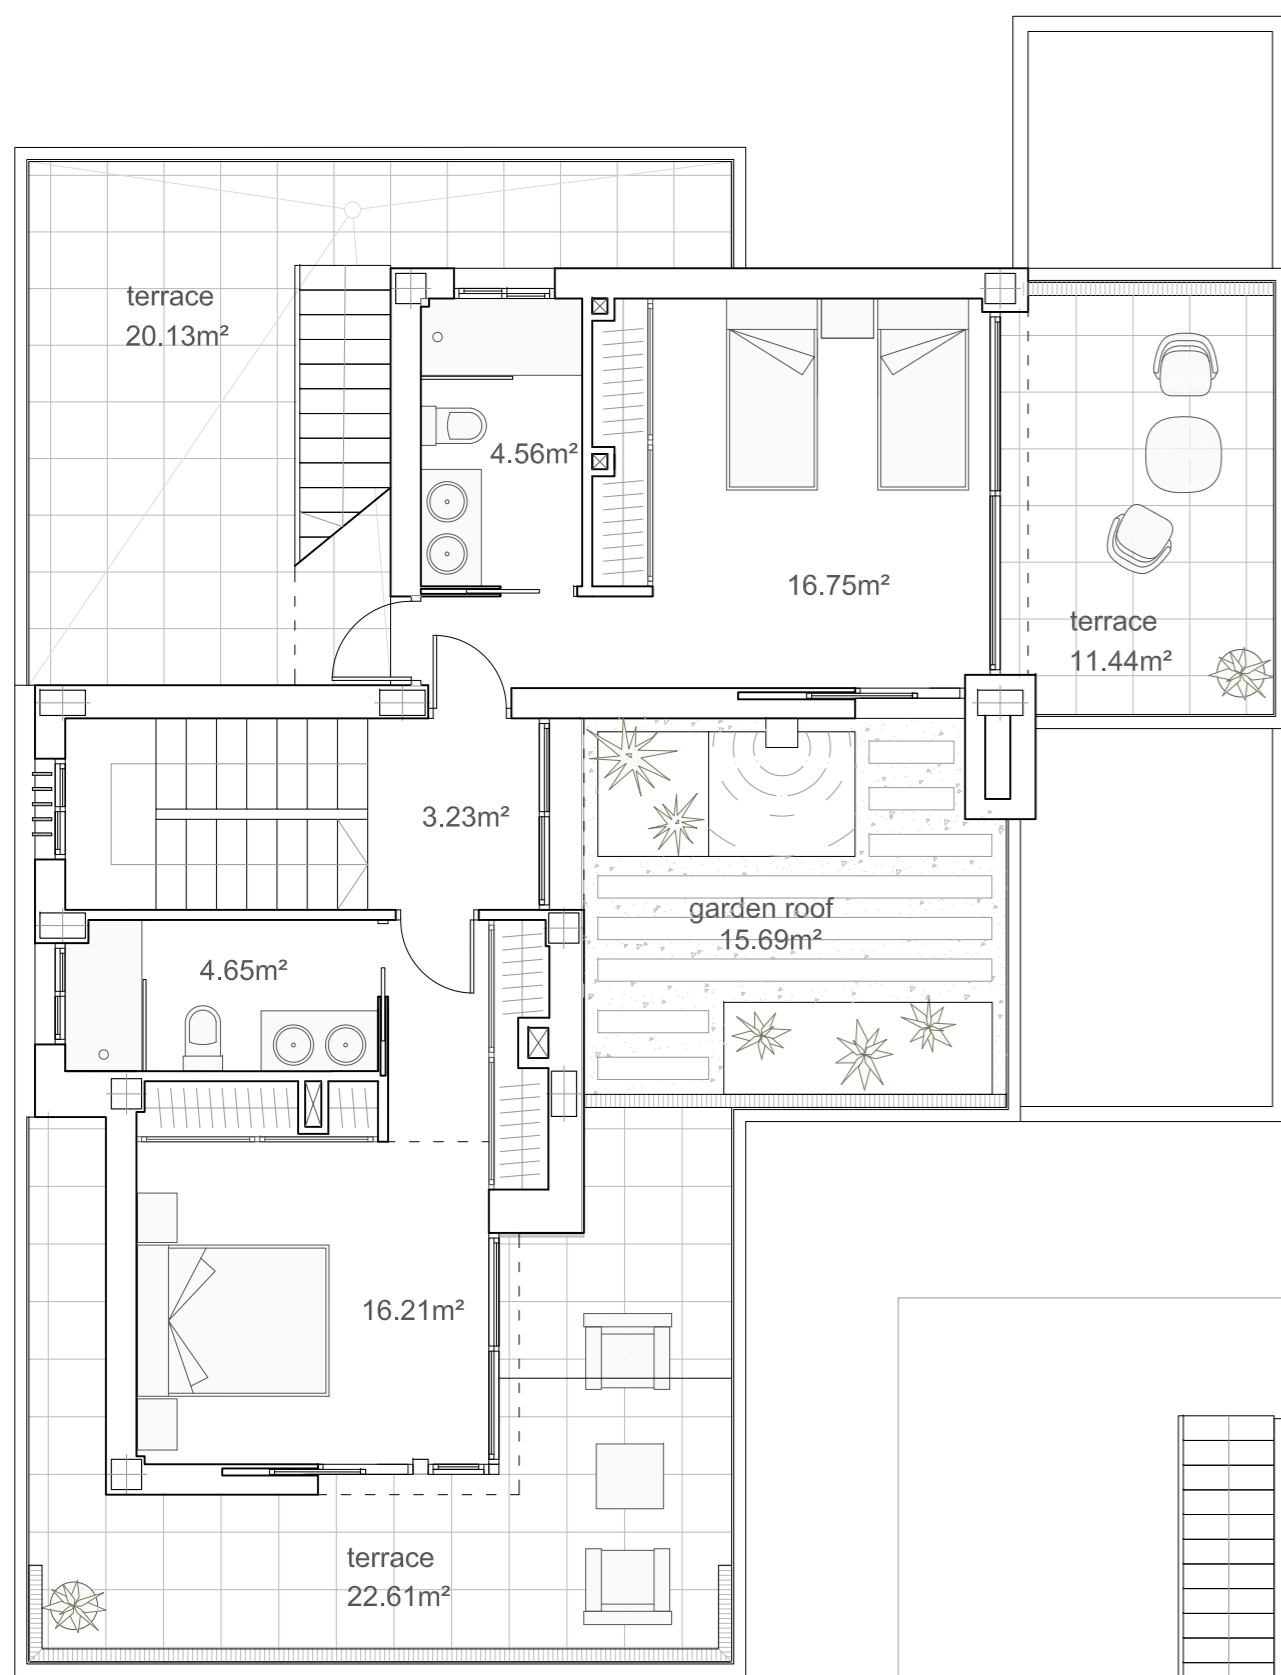 terrace
20.13m²
4.56m²
16.75m²
terrace
11.44m²
3.23m²
garden roof
15.69m²
4.65m²
16.21m²
terrace
22.61m²